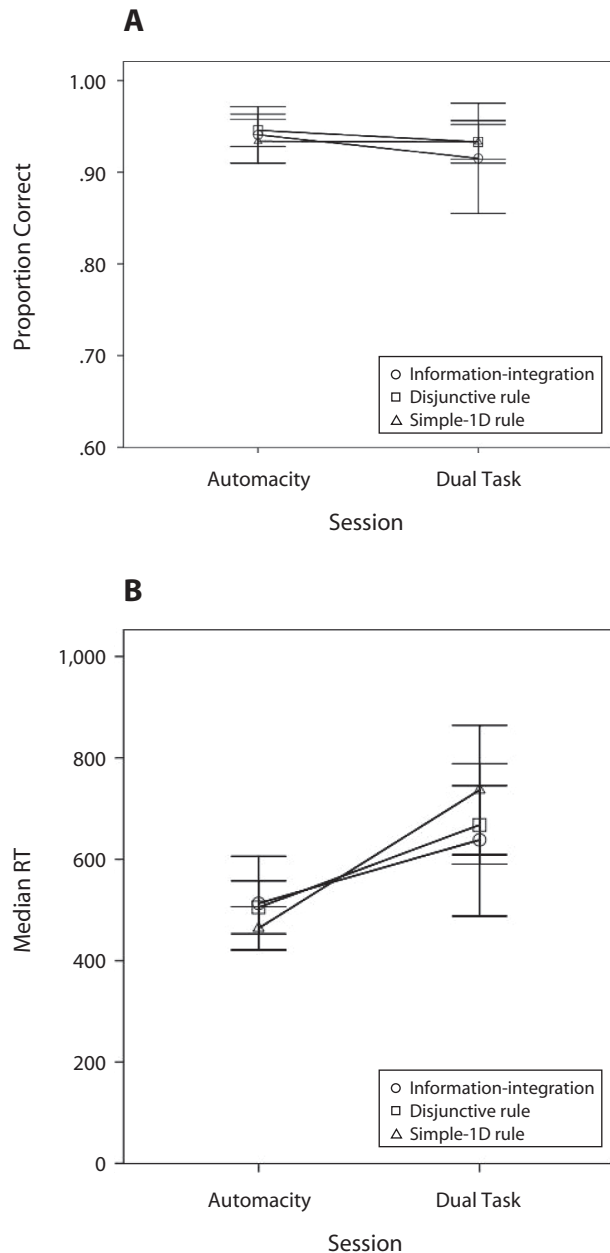 A
1.00
.90
.80
.70
.60
Proportion Correct
Information-integration
Disjunctive rule
Simple-1D rule
Automacity Dual Task
Session
B
1,000
800
600
400
200
0
Median RT
Information-integration
Disjunctive rule
Simple-1D rule
Automacity Dual Task
Session